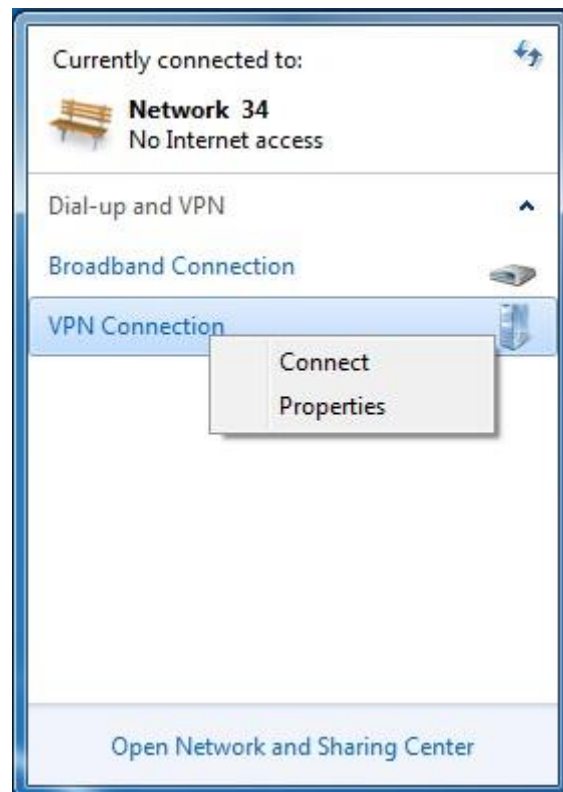 Currently connected to:
Network 34
No Internet access
Dial-up and VPN
Broadband Connection
VPN Connection
Connect
Properties
Open Network and Sharing Center